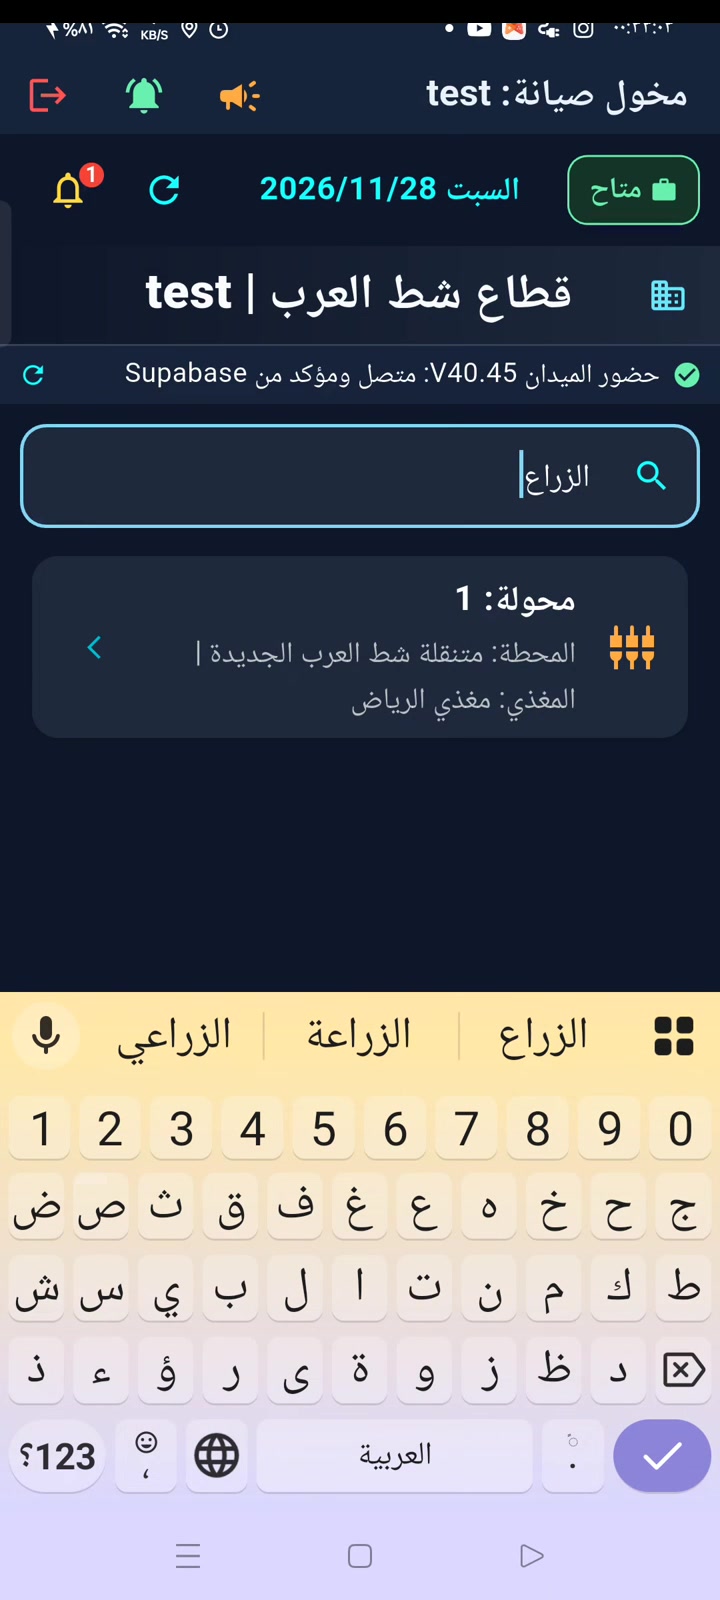 %٨١ KB/S ٠٠:٢٢:٠٢
مخول صيانة: test
متاح
السبت 2026/11/28
1
قطاع شط العرب | test
حضور الميدان V40.45: متصل ومؤكد من Supabase
الزراع
محولة: 1
المحطة: متنقلة شط العرب الجديدة |
المغذي: مغذي الرياض
الزراع الزراعة الزراعي
1 2 3 4 5 6 7 8 9 0
ض ص ث ق ف غ ع ه خ ح ج
ش س ي ب ل ا ت ن م ك ط
ذ ء ؤ ر ى ة و ز ظ د
؟123 ، العربية .